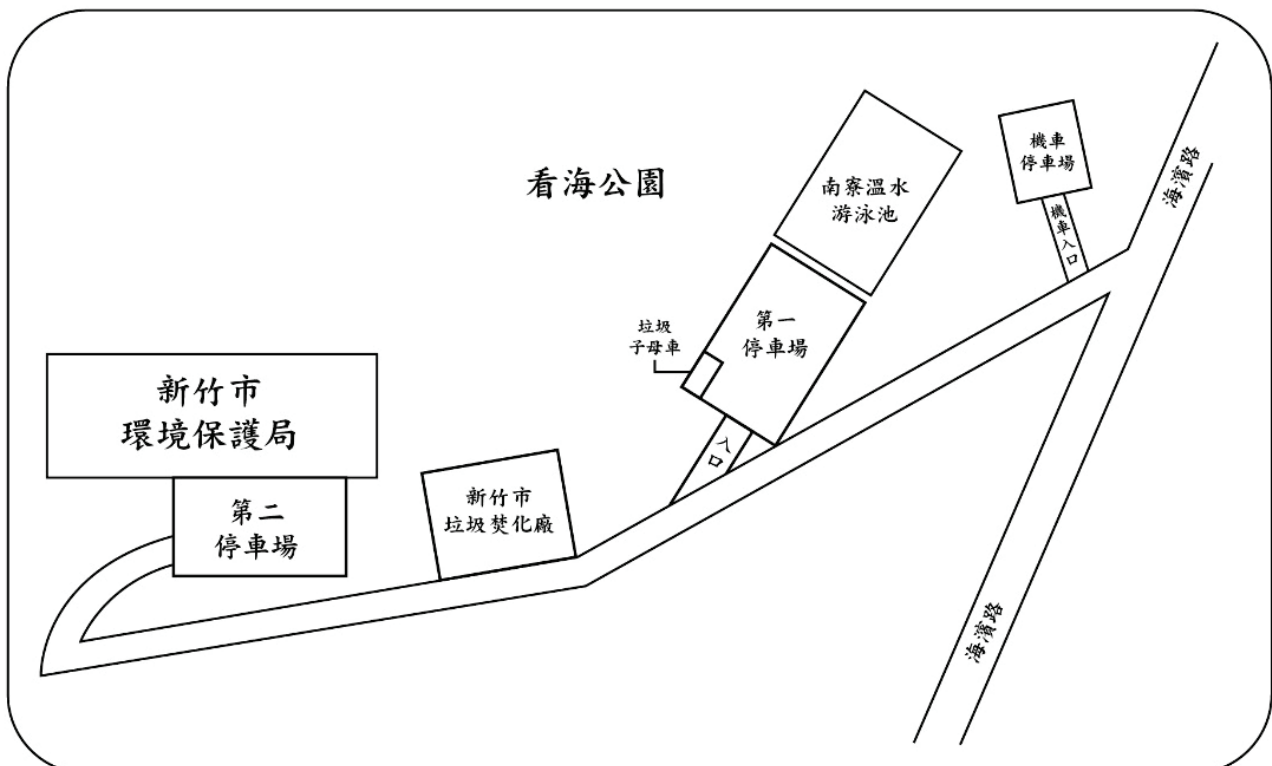 看海公園
南寮溫水
游泳池
機車
停車場
機車入口
海濱路
第一
停車場
垃圾
子母車
入口
新竹市
環境保護局
第二
停車場
新竹市
垃圾焚化廠
海濱路